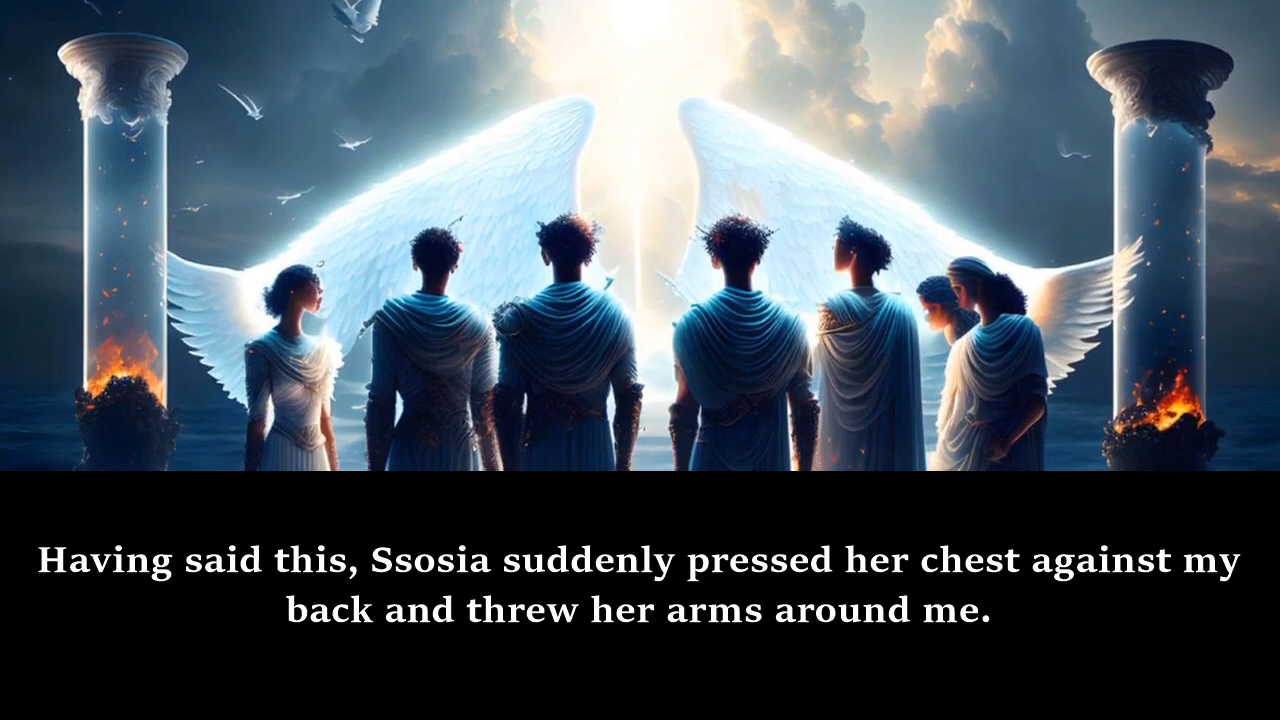 Having said this, Ssosia suddenly pressed her chest against my
back and threw her arms around me.